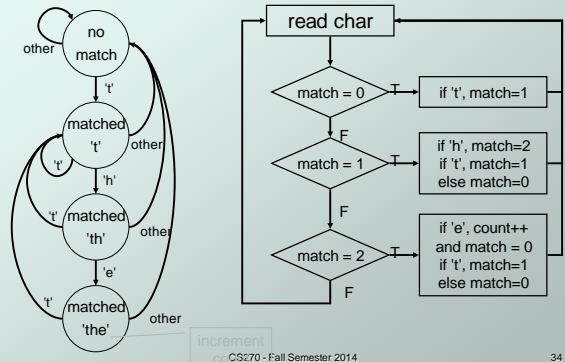 other
no
match
't'
matched
't'
't'
other
'h'
't'
matched
'th'
other
'e'
't'
matched
'the'
other
increment
read char
match = 0
T
if 't', match=1
F
match = 1
T
if 'h', match=2
if 't', match=1
else match=0
F
match = 2
T
if 'e', count++
and match = 0
if 't', match=1
else match=0
F
CS270 - Fall Semester 2014
34